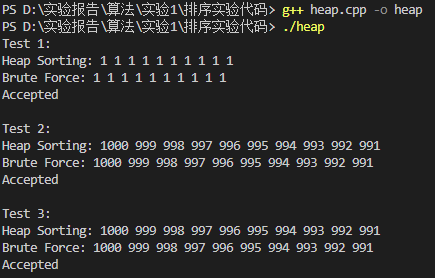 PS D:\实验报告\算法\实验1\排序实验代码> g++ heap.cpp -o heap
PS D:\实验报告\算法\实验1\排序实验代码> ./heap
Test 1:
Heap Sorting: 1 1 1 1 1 1 1 1 1 1
Brute Force: 1 1 1 1 1 1 1 1 1 1
Accepted
Test 2:
Heap Sorting: 1000 999 998 997 996 995 994 993 992 991
Brute Force: 1000 999 998 997 996 995 994 993 992 991
Accepted
Test 3:
Heap Sorting: 1000 999 998 997 996 995 994 993 992 991
Brute Force: 1000 999 998 997 996 995 994 993 992 991
Accepted